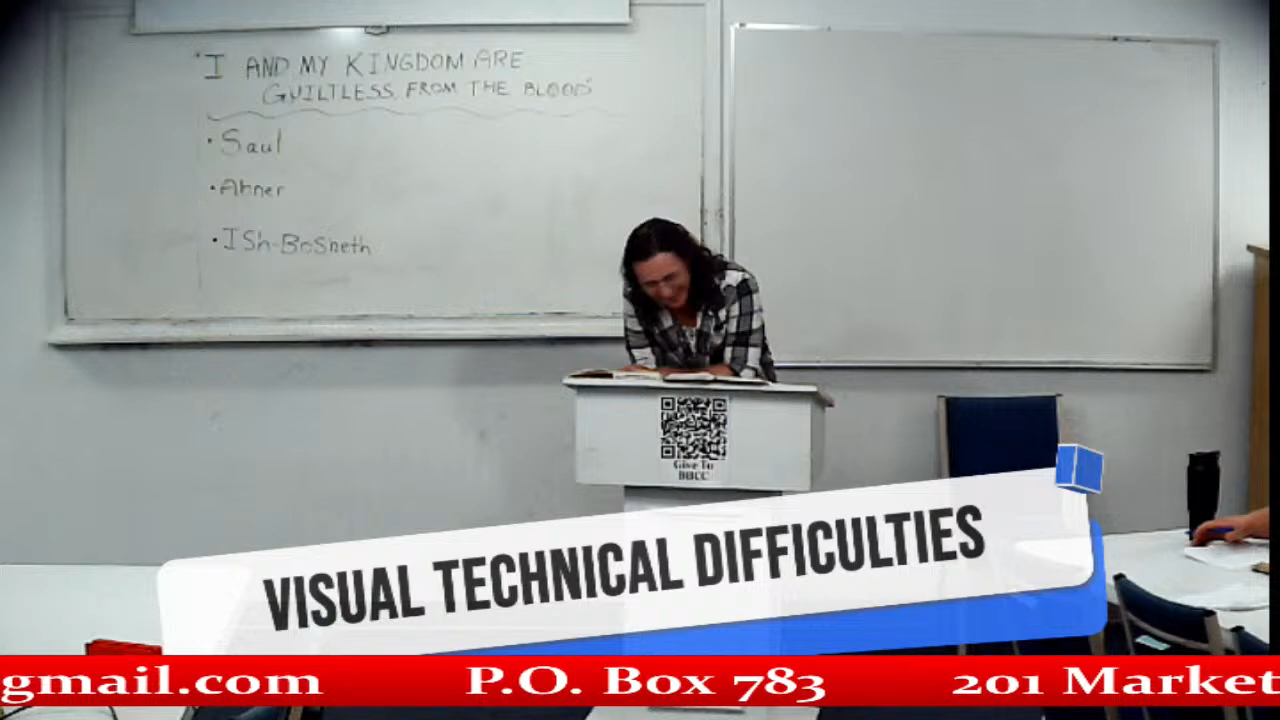 "I AND MY KINGDOM ARE
GUILTLESS FROM THE BLOOD"
• Saul
• Abner
• ISh-BoSheth
Give To
BBCC
VISUAL TECHNICAL DIFFICULTIES
gmail.com P.O. Box 783 201 Market